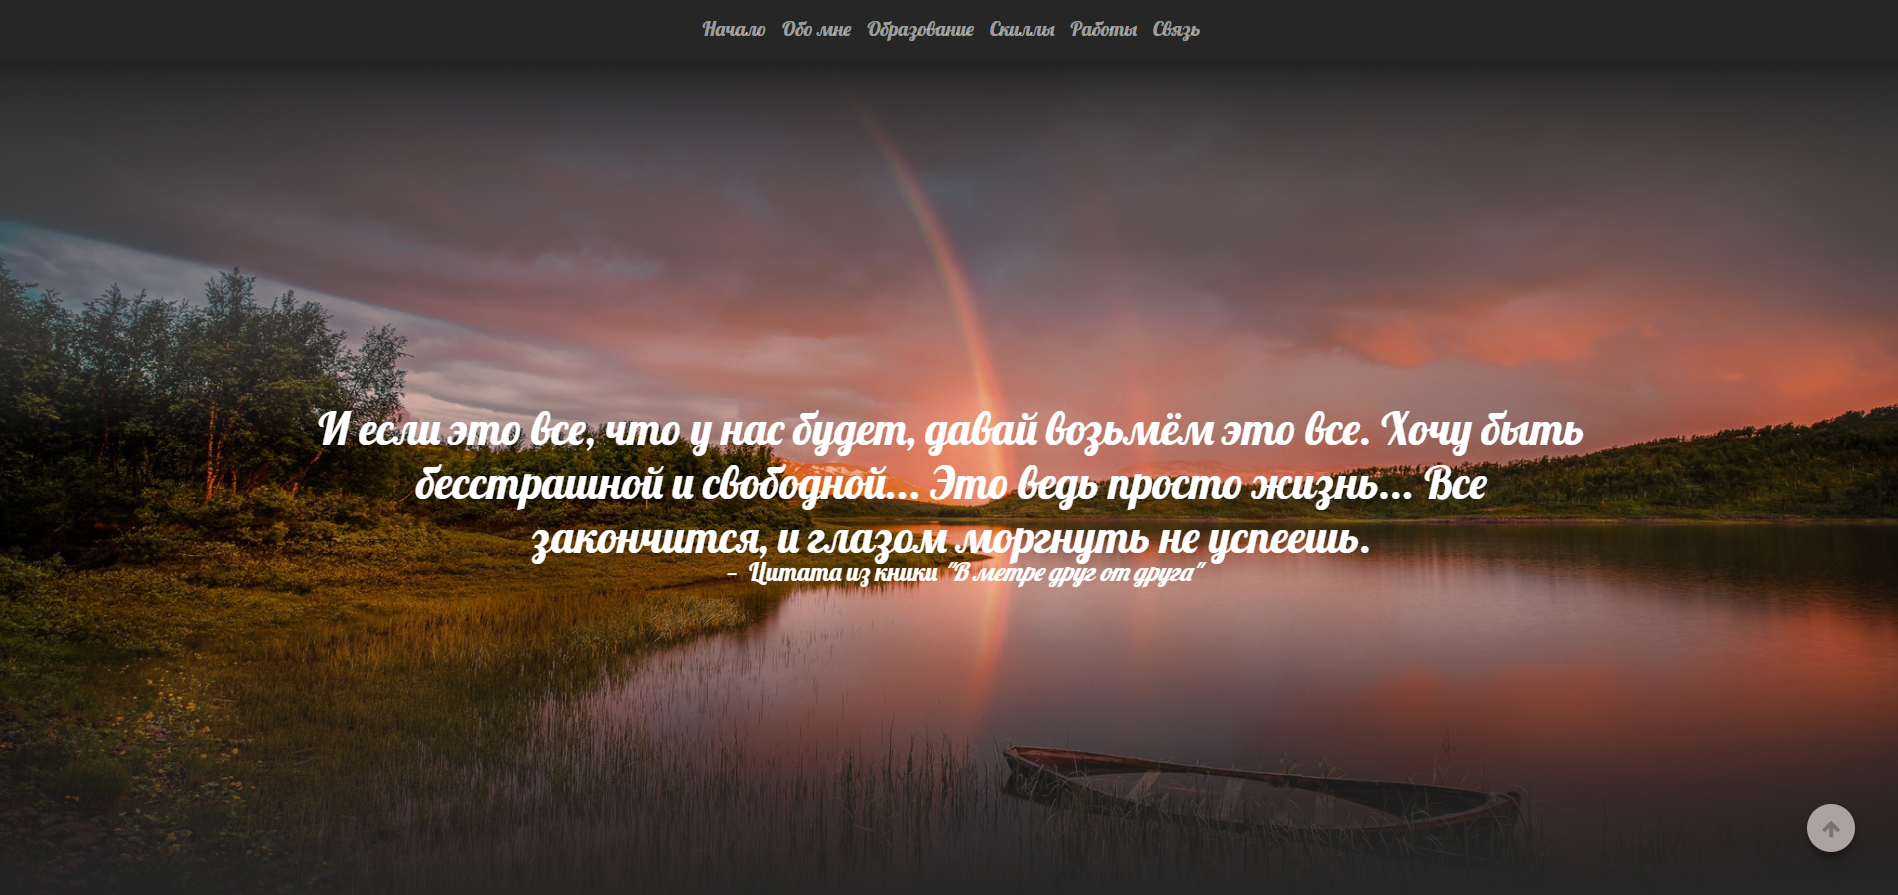 Начало Обо мне Образование Скиллы Работы Связь
И если это все, что у нас будет, давай возьмём это все. Хочу быть
бесстрашной и свободной... Это ведь просто жизнь... Все
закончится, и глазом моргнуть не успеешь.
– Цитата из кники "В метре друг от друга"